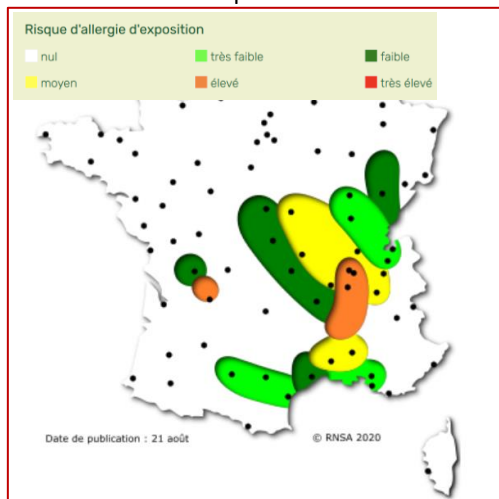 Risque d'allergie d'exposition
nul
très faible
faible
moyen
élevé
très élevé
Date de publication : 21 août
© RNSA 2020